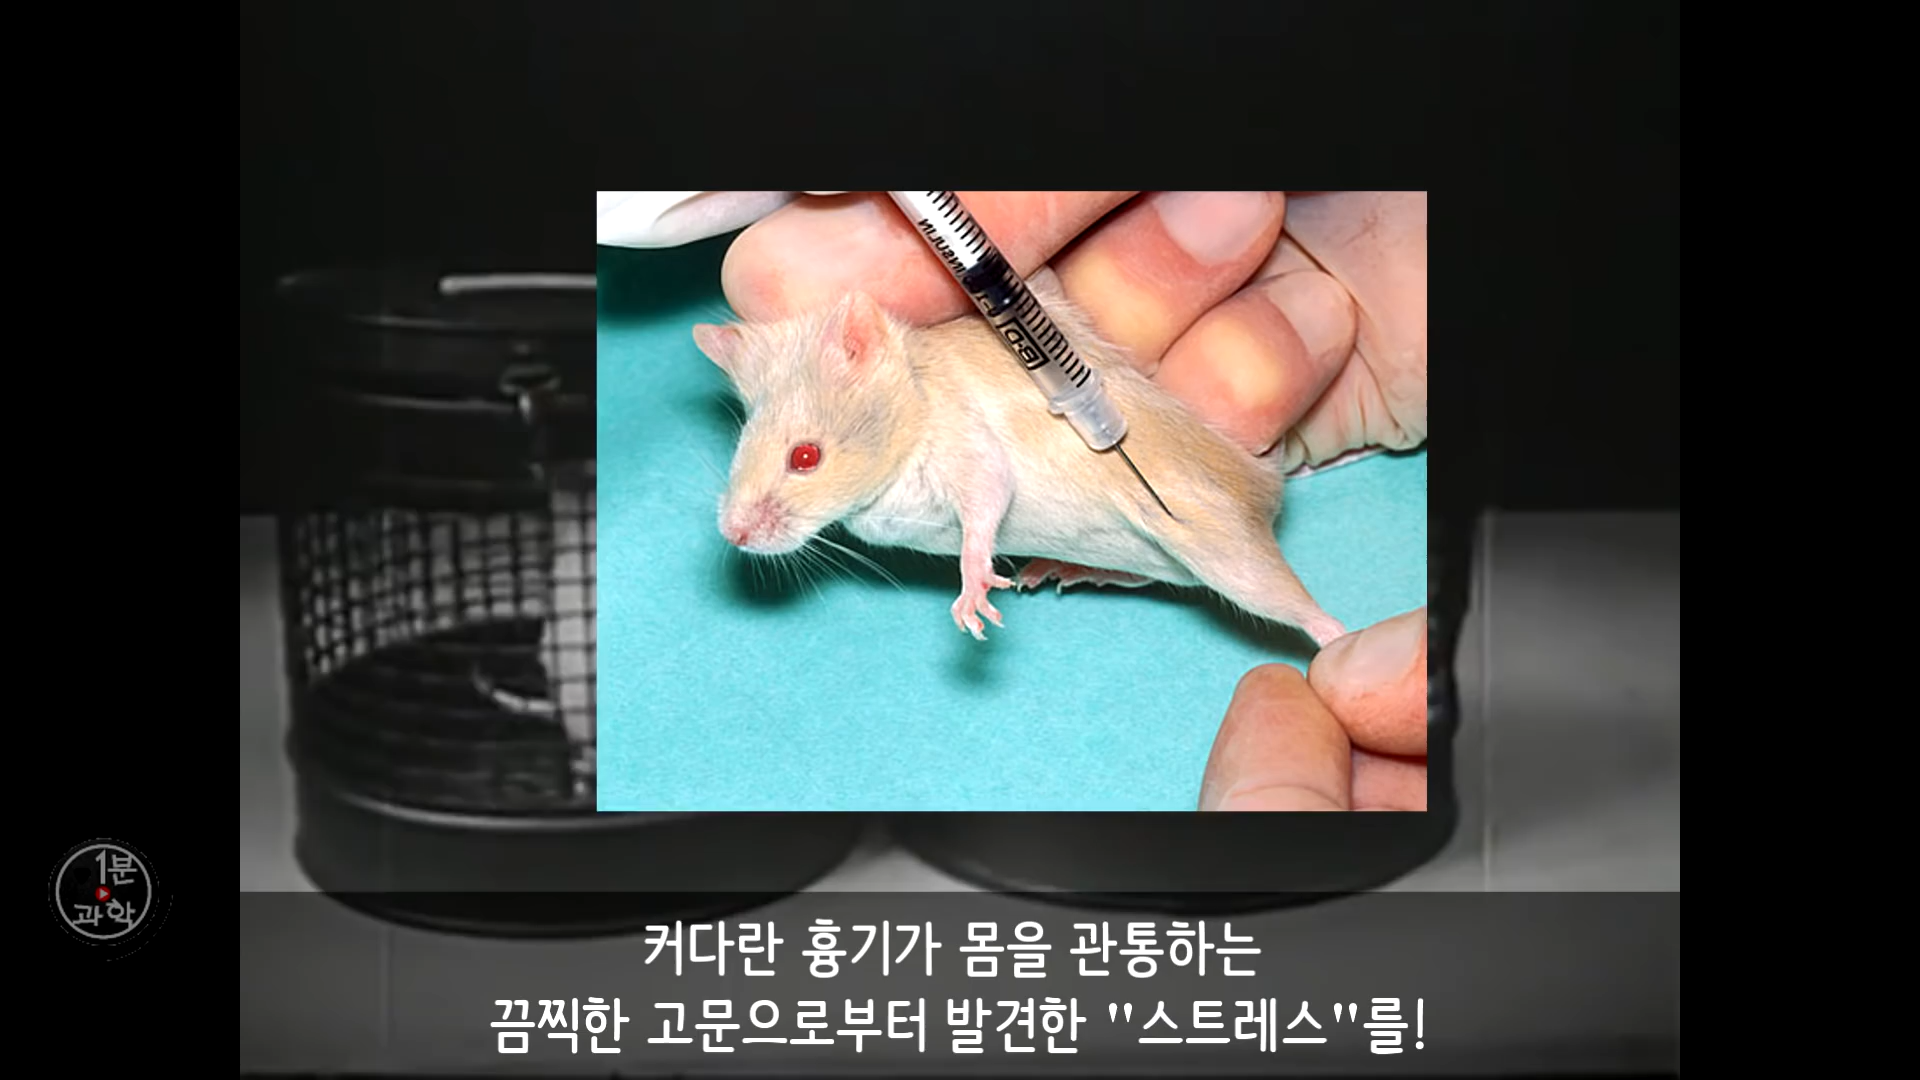 INSULIN
B-D
1분
과학
커다란 흉기가 몸을 관통하는
끔찍한 고문으로부터 발견한 "스트레스"를!